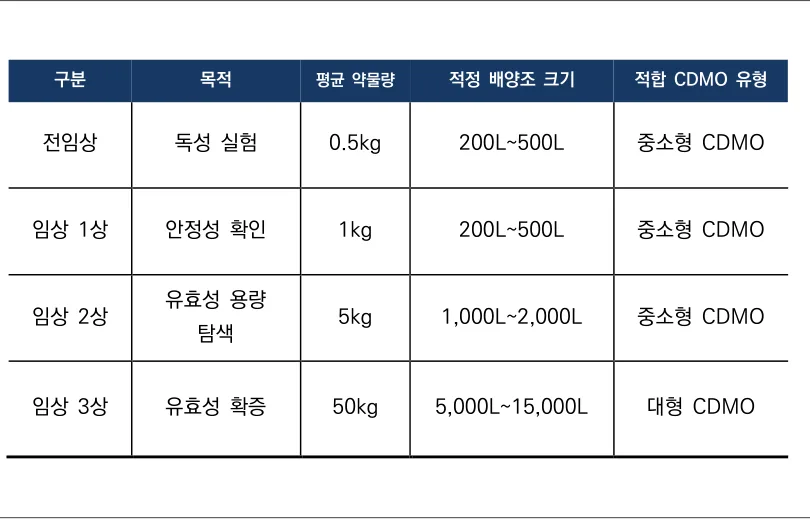 구분 목적 평균 약물량 적정 배양조 크기 적합 CDMO 유형
전임상 독성 실험 0.5kg 200L~500L 중소형 CDMO
임상 1상 안정성 확인 1kg 200L~500L 중소형 CDMO
임상 2상 유효성 용량 탐색 5kg 1,000L~2,000L 중소형 CDMO
임상 3상 유효성 확증 50kg 5,000L~15,000L 대형 CDMO